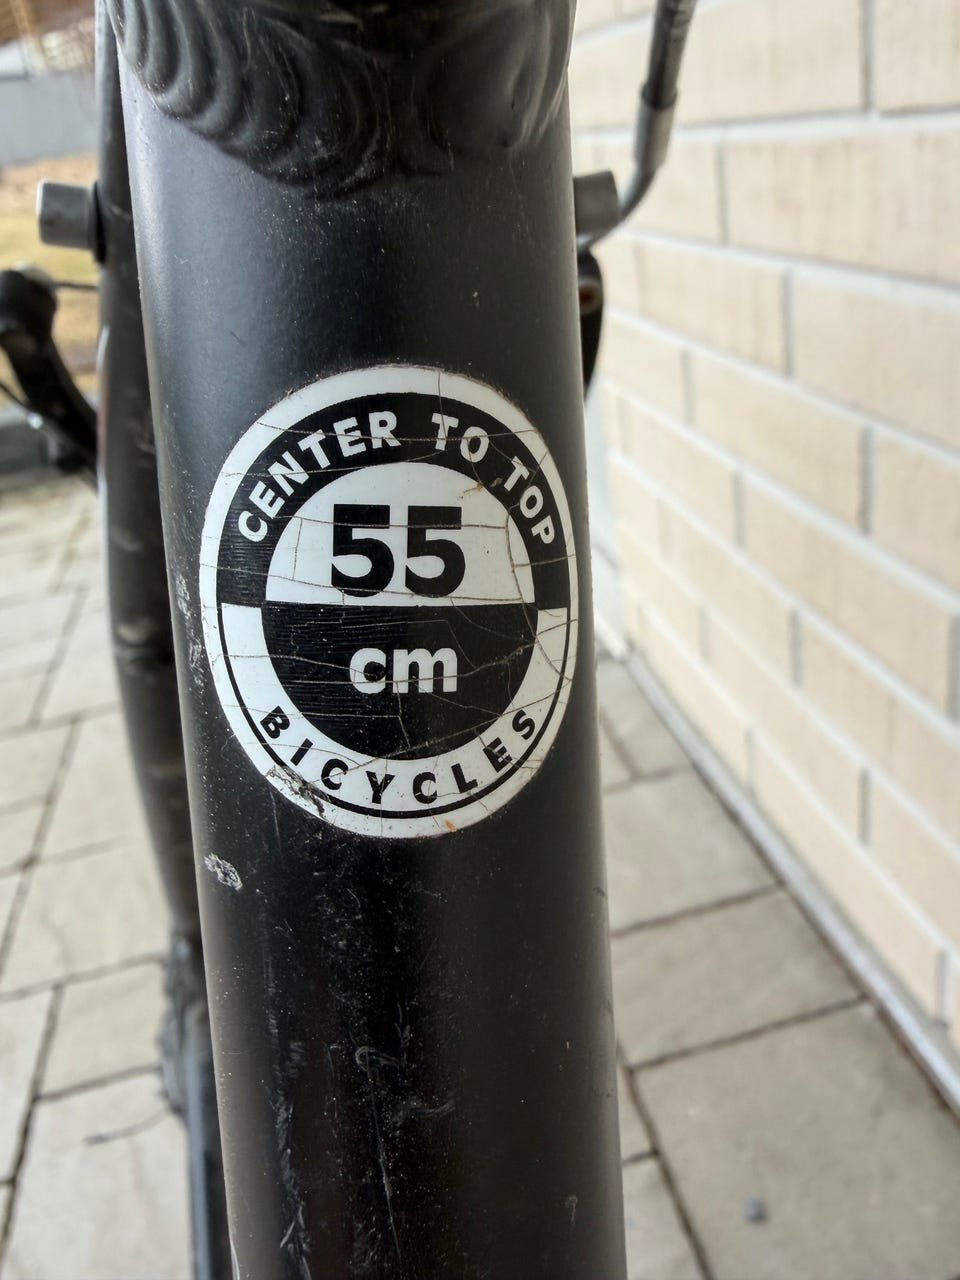 CENTER TO TOP
55
cm
BICYCLES